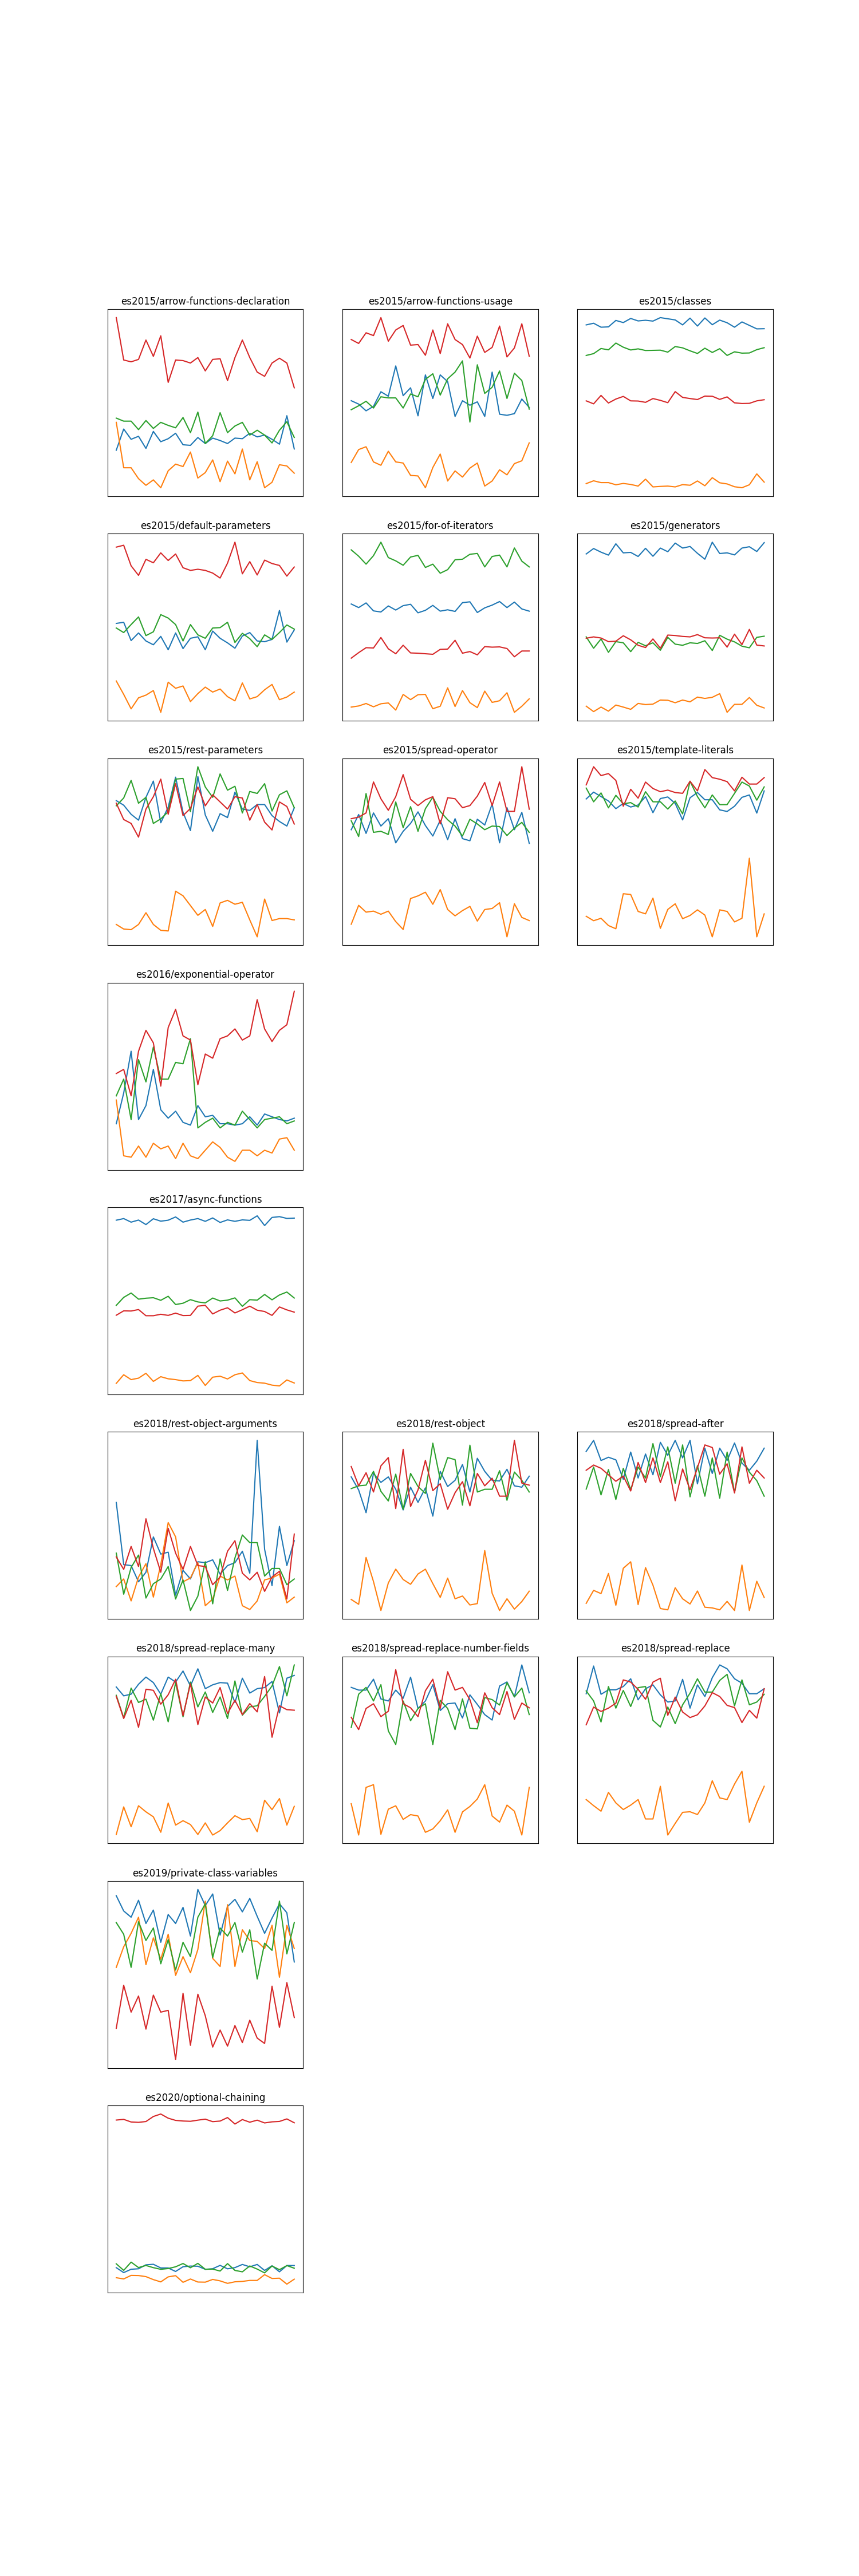 es2015/arrow-functions-declaration
es2015/arrow-functions-usage
es2015/classes
es2015/default-parameters
es2015/for-of-iterators
es2015/generators
es2015/rest-parameters
es2015/spread-operator
es2015/template-literals
es2016/exponential-operator
es2017/async-functions
es2018/rest-object-arguments
es2018/rest-object
es2018/spread-after
es2018/spread-replace-many
es2018/spread-replace-number-fields
es2018/spread-replace
es2019/private-class-variables
es2020/optional-chaining